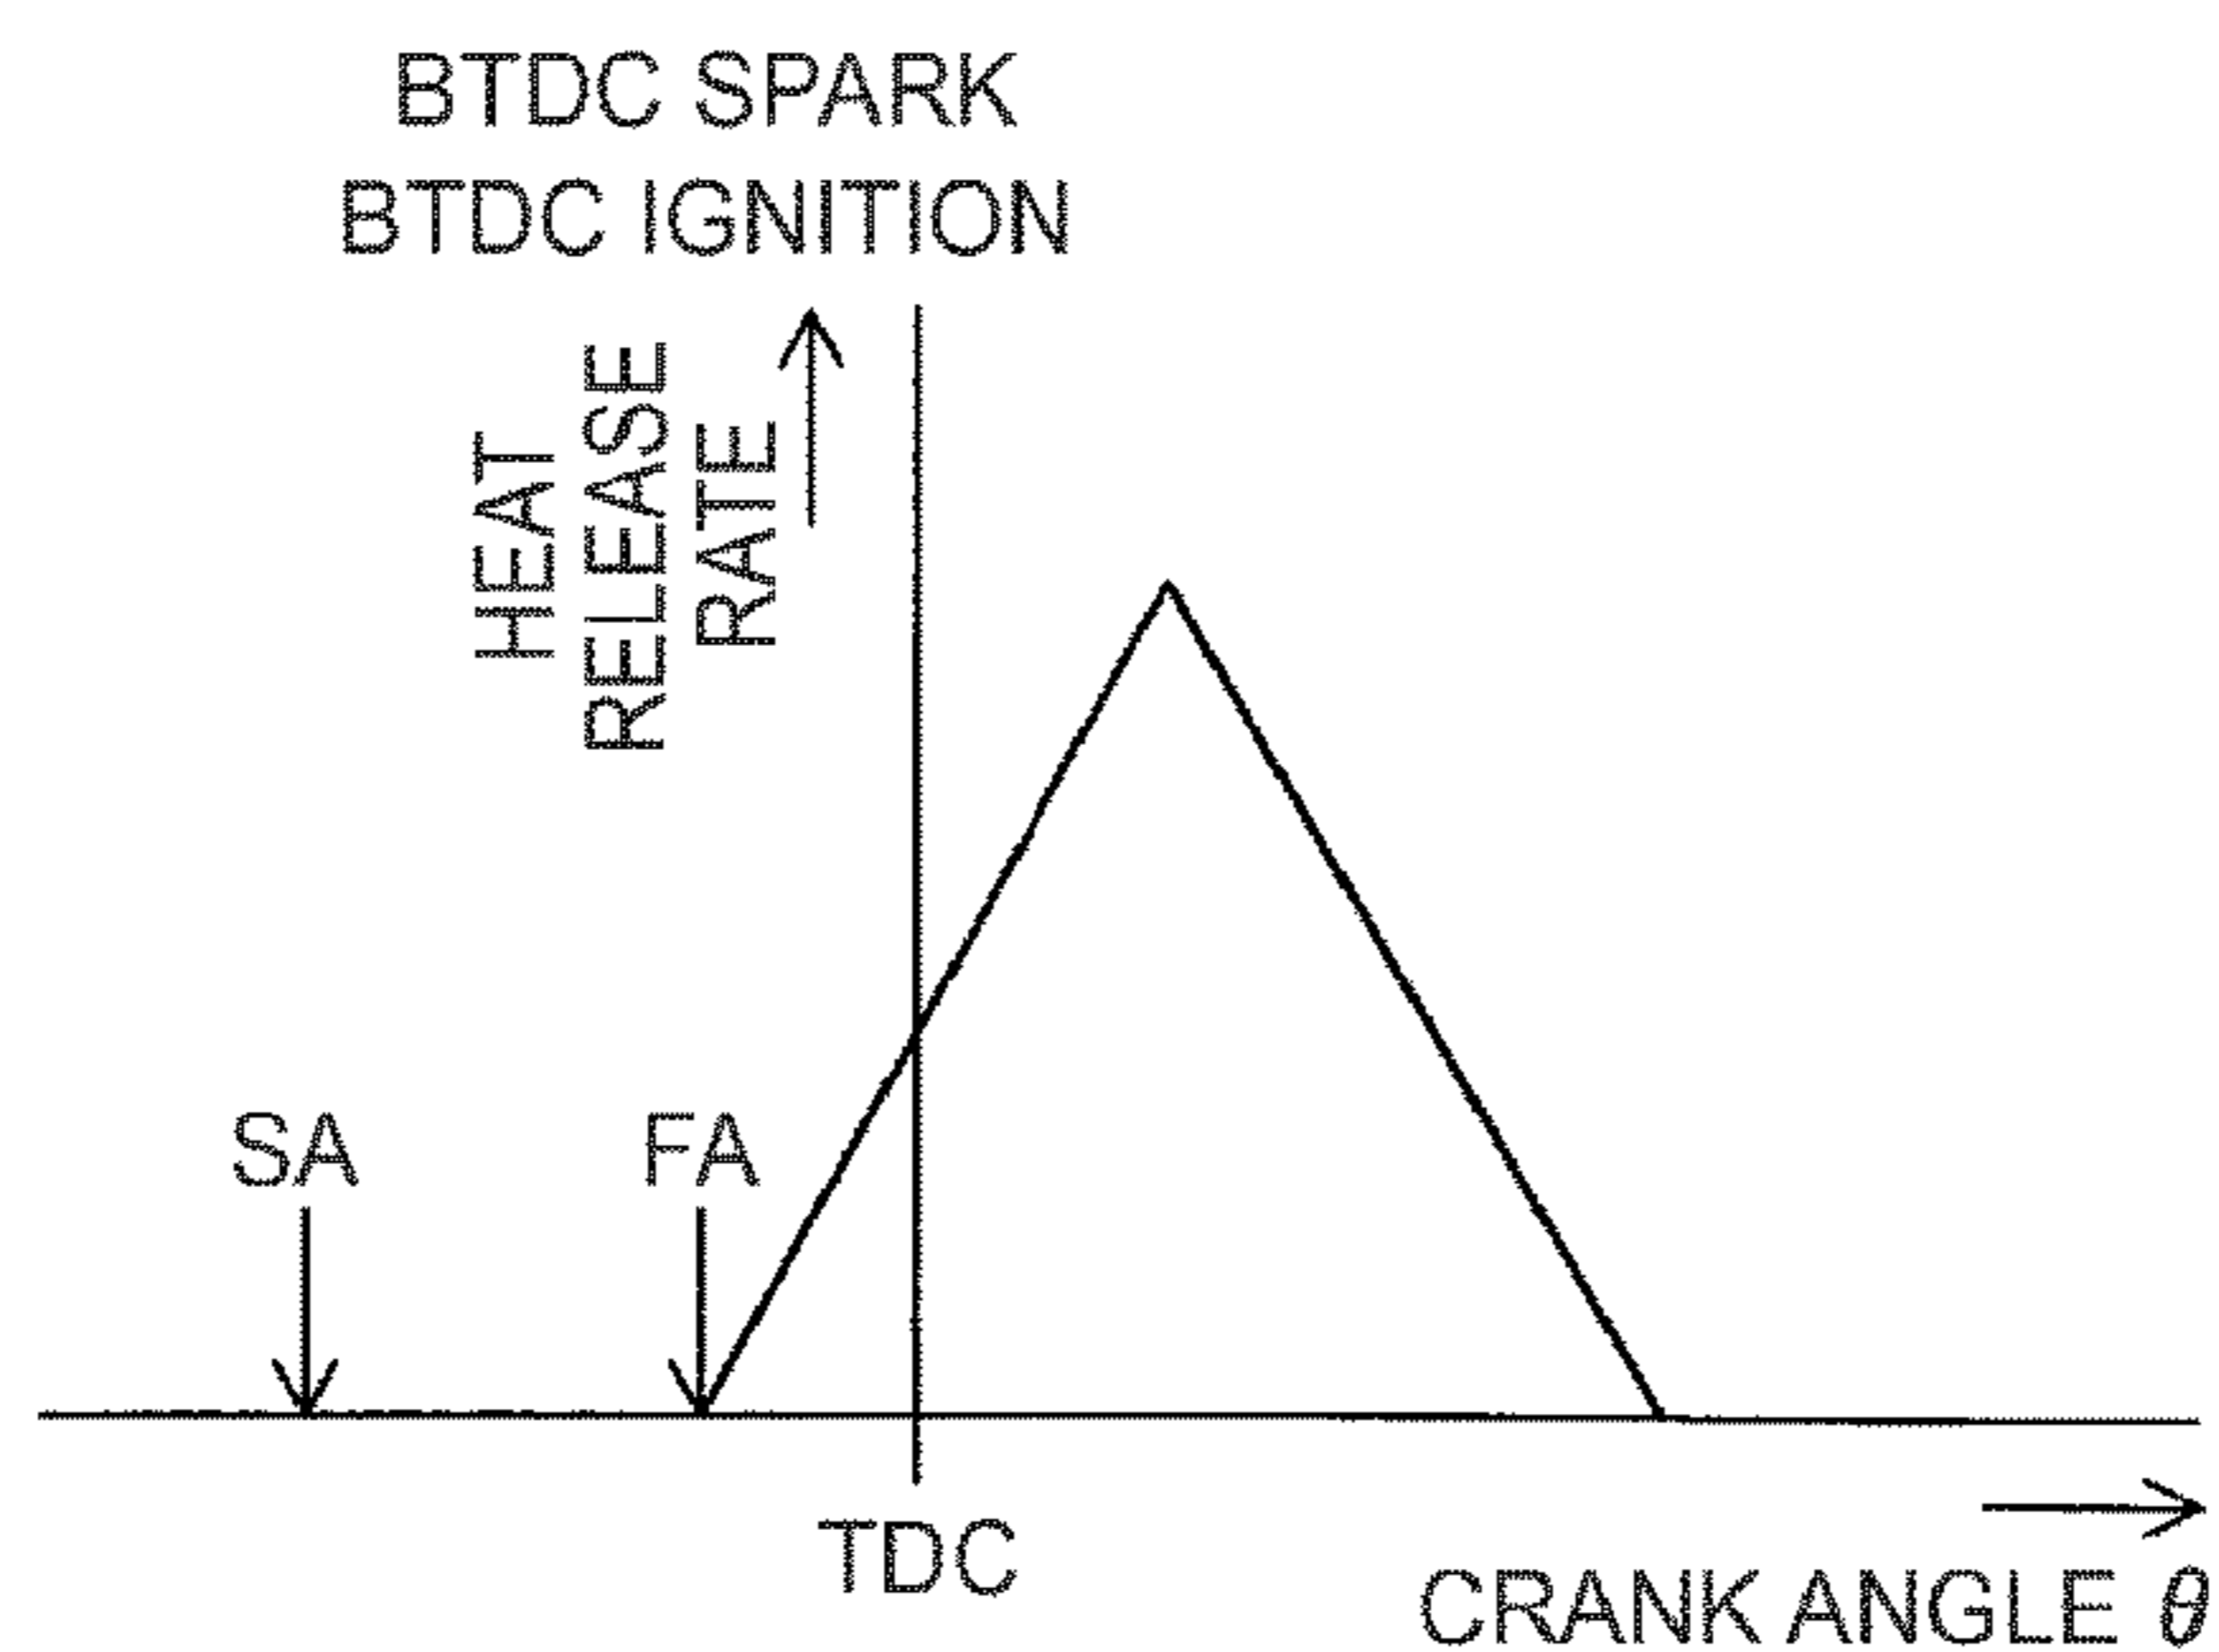 BTDC SPARK
BTDC IGNITION
HEAT
RELEASE
RATE
SA
FA
TDC
CRANK ANGLE θ